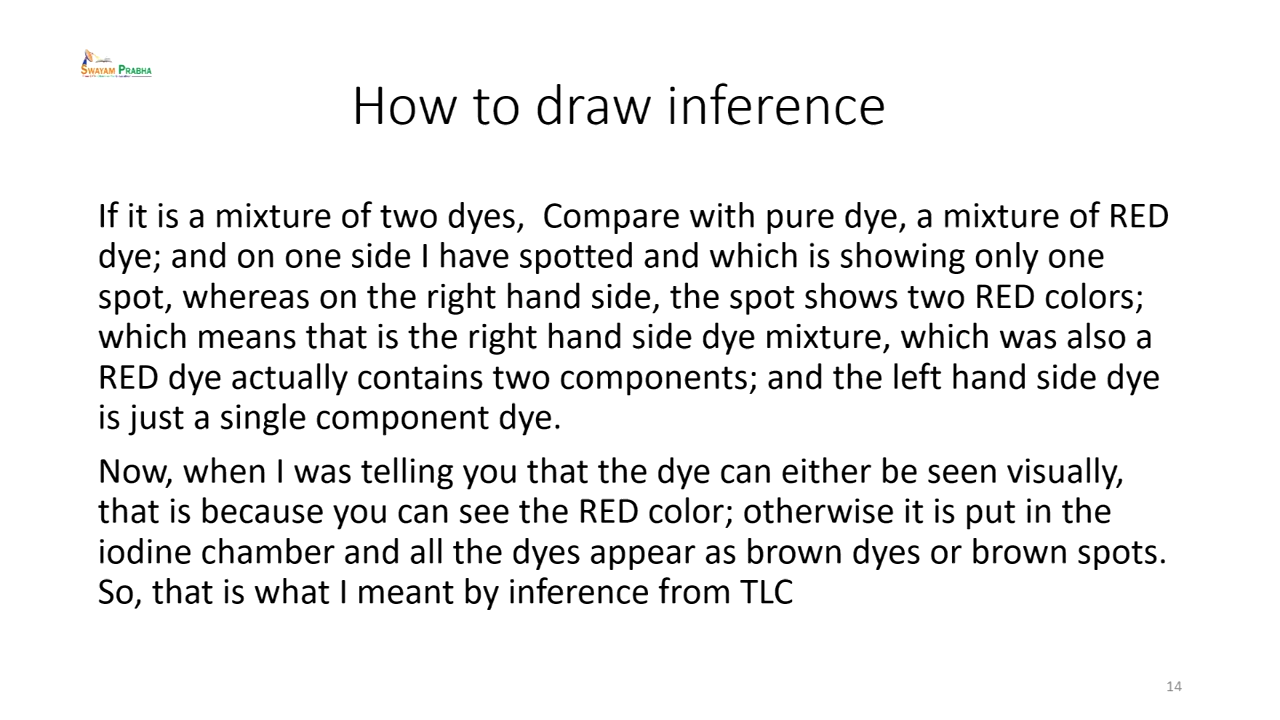 SWAYAM PRABHA
How to draw inference
If it is a mixture of two dyes,  Compare with pure dye, a mixture of RED
dye; and on one side I have spotted and which is showing only one
spot, whereas on the right hand side, the spot shows two RED colors;
which means that is the right hand side dye mixture, which was also a
RED dye actually contains two components; and the left hand side dye
is just a single component dye.
Now, when I was telling you that the dye can either be seen visually,
that is because you can see the RED color; otherwise it is put in the
iodine chamber and all the dyes appear as brown dyes or brown spots.
So, that is what I meant by inference from TLC
14